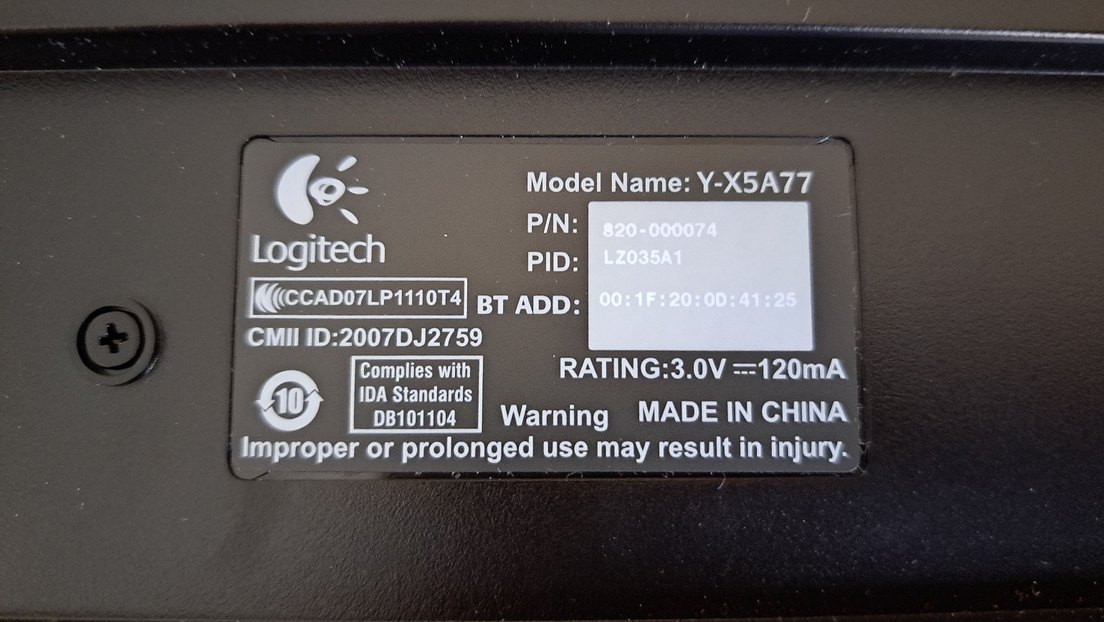 Logitech
Model Name: Y-X5A77
P/N: 820-000074
PID: LZ035A1
CCAD07LP1110T4
BT ADD: 00:1F:20:0D:41:25
CMII ID:2007DJ2759
RATING:3.0V ⎓120mA
10
Complies with
IDA Standards
DB101104
Warning
MADE IN CHINA
Improper or prolonged use may result in injury.